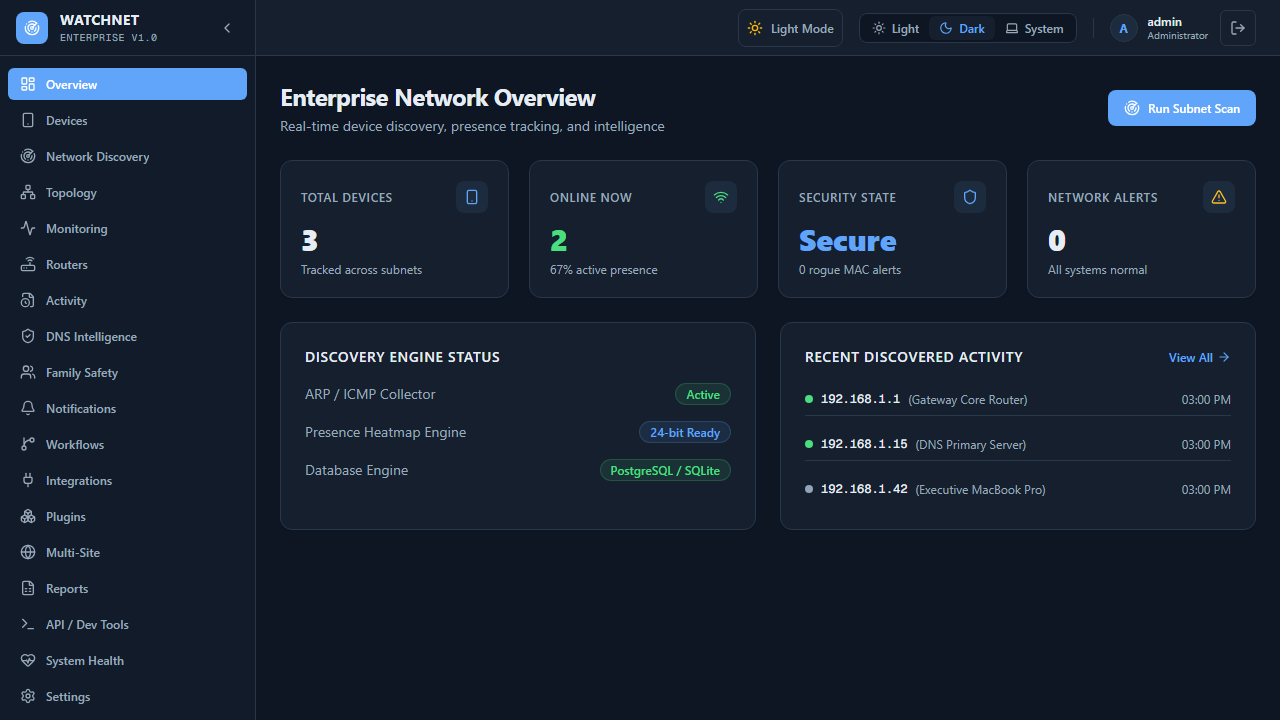 WATCHNET
ENTERPRISE V1.0
Light Mode
Light
Dark
System
A
admin
Administrator
Overview
Devices
Network Discovery
Topology
Monitoring
Routers
Activity
DNS Intelligence
Family Safety
Notifications
Workflows
Integrations
Plugins
Multi-Site
Reports
API / Dev Tools
System Health
Settings
Enterprise Network Overview
Real-time device discovery, presence tracking, and intelligence
Run Subnet Scan
TOTAL DEVICES
3
Tracked across subnets
ONLINE NOW
2
67% active presence
SECURITY STATE
Secure
0 rogue MAC alerts
NETWORK ALERTS
0
All systems normal
DISCOVERY ENGINE STATUS
ARP / ICMP Collector Active
Presence Heatmap Engine 24-bit Ready
Database Engine PostgreSQL / SQLite
RECENT DISCOVERED ACTIVITY View All
192.168.1.1 (Gateway Core Router) 03:00 PM
192.168.1.15 (DNS Primary Server) 03:00 PM
192.168.1.42 (Executive MacBook Pro) 03:00 PM